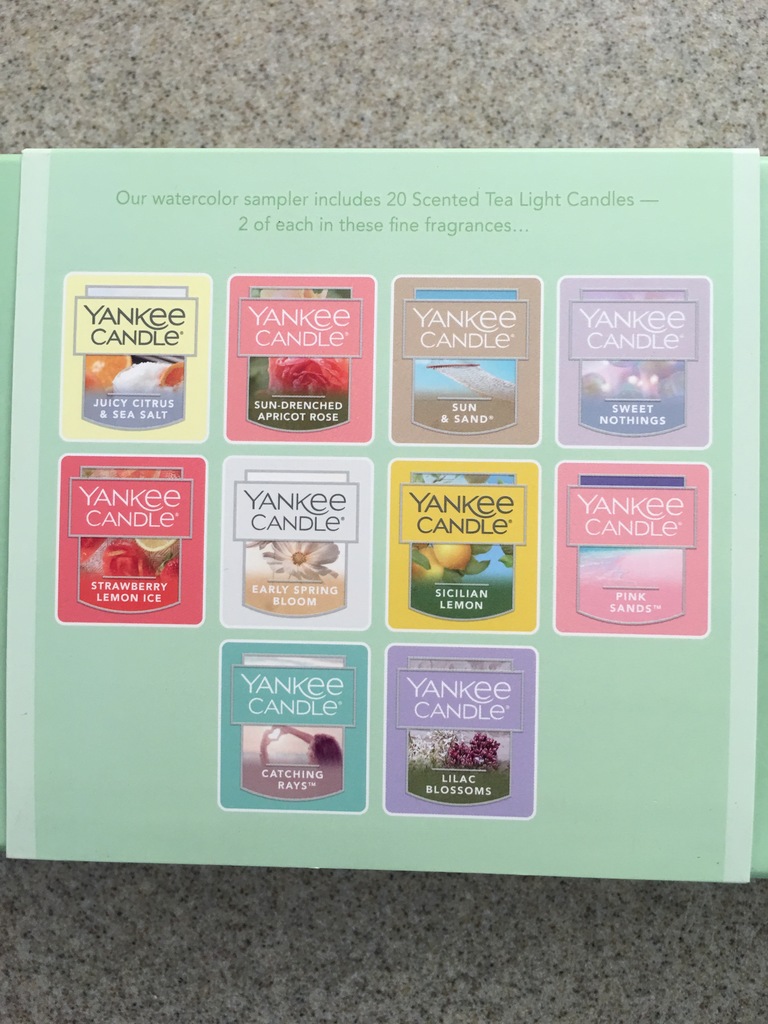 Our watercolor sampler includes 20 Scented Tea Light Candles —
2 of each in these fine fragrances...
YANKEE
CANDLE®
JUICY CITRUS
& SEA SALT
YANKEE
CANDLE®
SUN-DRENCHED
APRICOT ROSE
YANKEE
CANDLE®
SUN
& SAND®
YANKEE
CANDLE®
SWEET
NOTHINGS
YANKEE
CANDLE®
STRAWBERRY
LEMON ICE
YANKEE
CANDLE®
EARLY SPRING
BLOOM
YANKEE
CANDLE®
SICILIAN
LEMON
YANKEE
CANDLE®
PINK
SANDS™
YANKEE
CANDLE®
CATCHING
RAYS™
YANKEE
CANDLE®
LILAC
BLOSSOMS